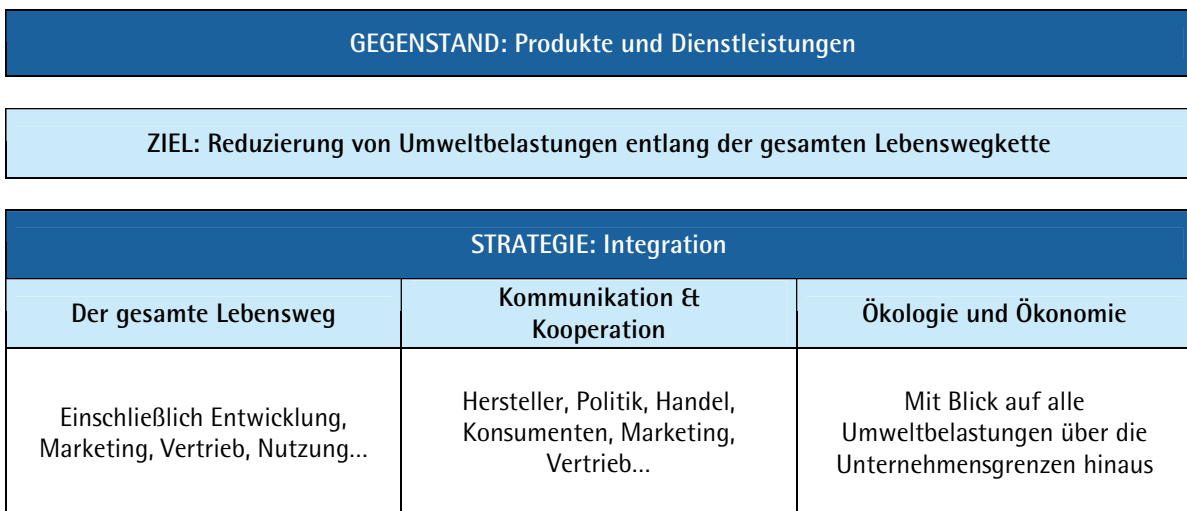 GEGENSTAND: Produkte und Dienstleistungen
ZIEL: Reduzierung von Umweltbelastungen entlang der gesamten Lebenswegkette
STRATEGIE: Integration
Der gesamte Lebensweg
Kommunikation &
Kooperation
Ökologie und Ökonomie
Einschließlich Entwicklung,
Marketing, Vertrieb, Nutzung...
Hersteller, Politik, Handel,
Konsumenten, Marketing,
Vertrieb...
Mit Blick auf alle
Umweltbelastungen über die
Unternehmensgrenzen hinaus